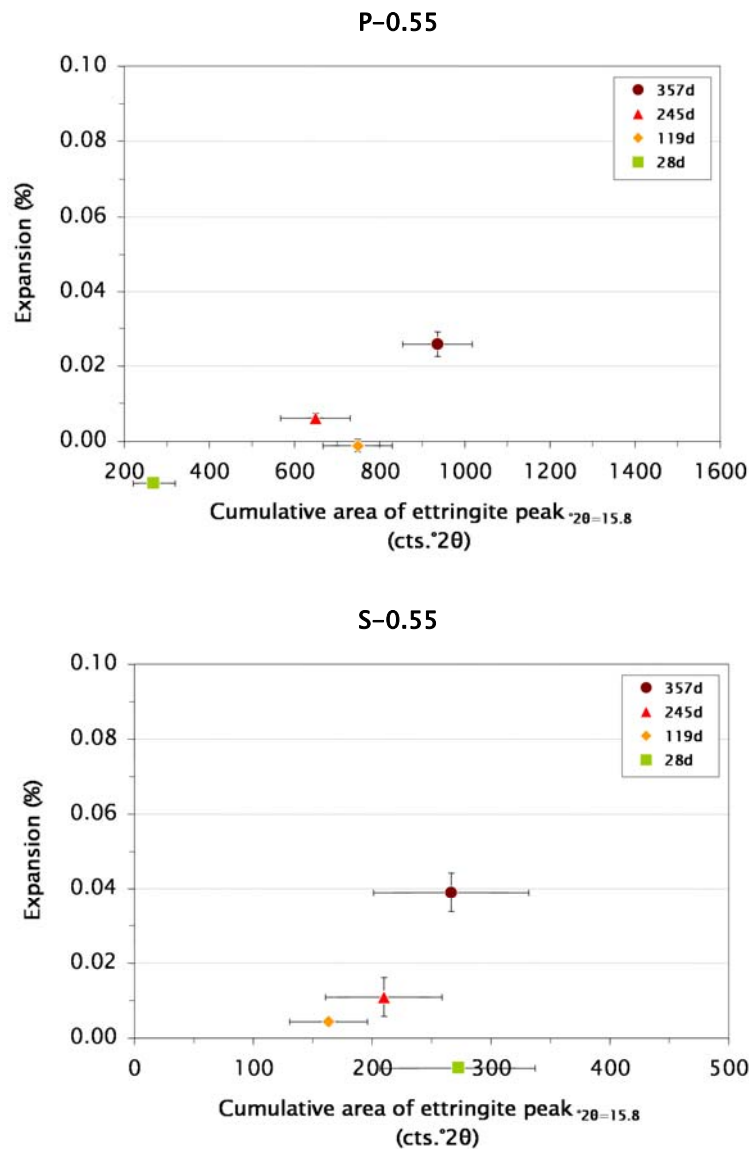 P-0.55
0.10
0.08
0.06
0.04
0.02
0.00
Expansion (%)
357d
245d
119d
28d
200 400 600 800 1000 1200 1400 1600
Cumulative area of ettringite peak °2θ=15.8
(cts.°2θ)
S-0.55
0.10
0.08
0.06
0.04
0.02
0.00
Expansion (%)
357d
245d
119d
28d
0 100 200 300 400 500
Cumulative area of ettringite peak °2θ=15.8
(cts.°2θ)